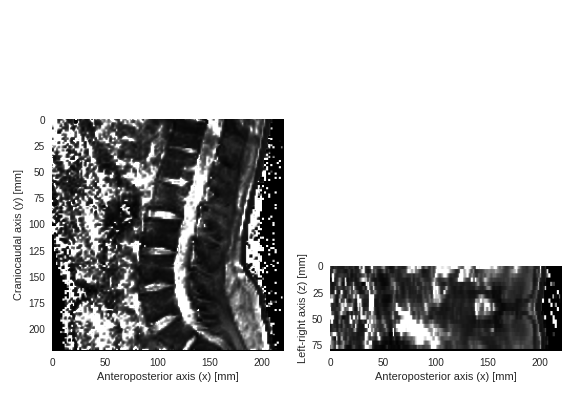 0
25
50
75
100
125
150
175
200
Craniocaudal axis (y) [mm]
0 50 100 150 200
Anteroposterior axis (x) [mm]
0
25
50
75
Left-right axis (z) [mm]
0 50 100 150 200
Anteroposterior axis (x) [mm]